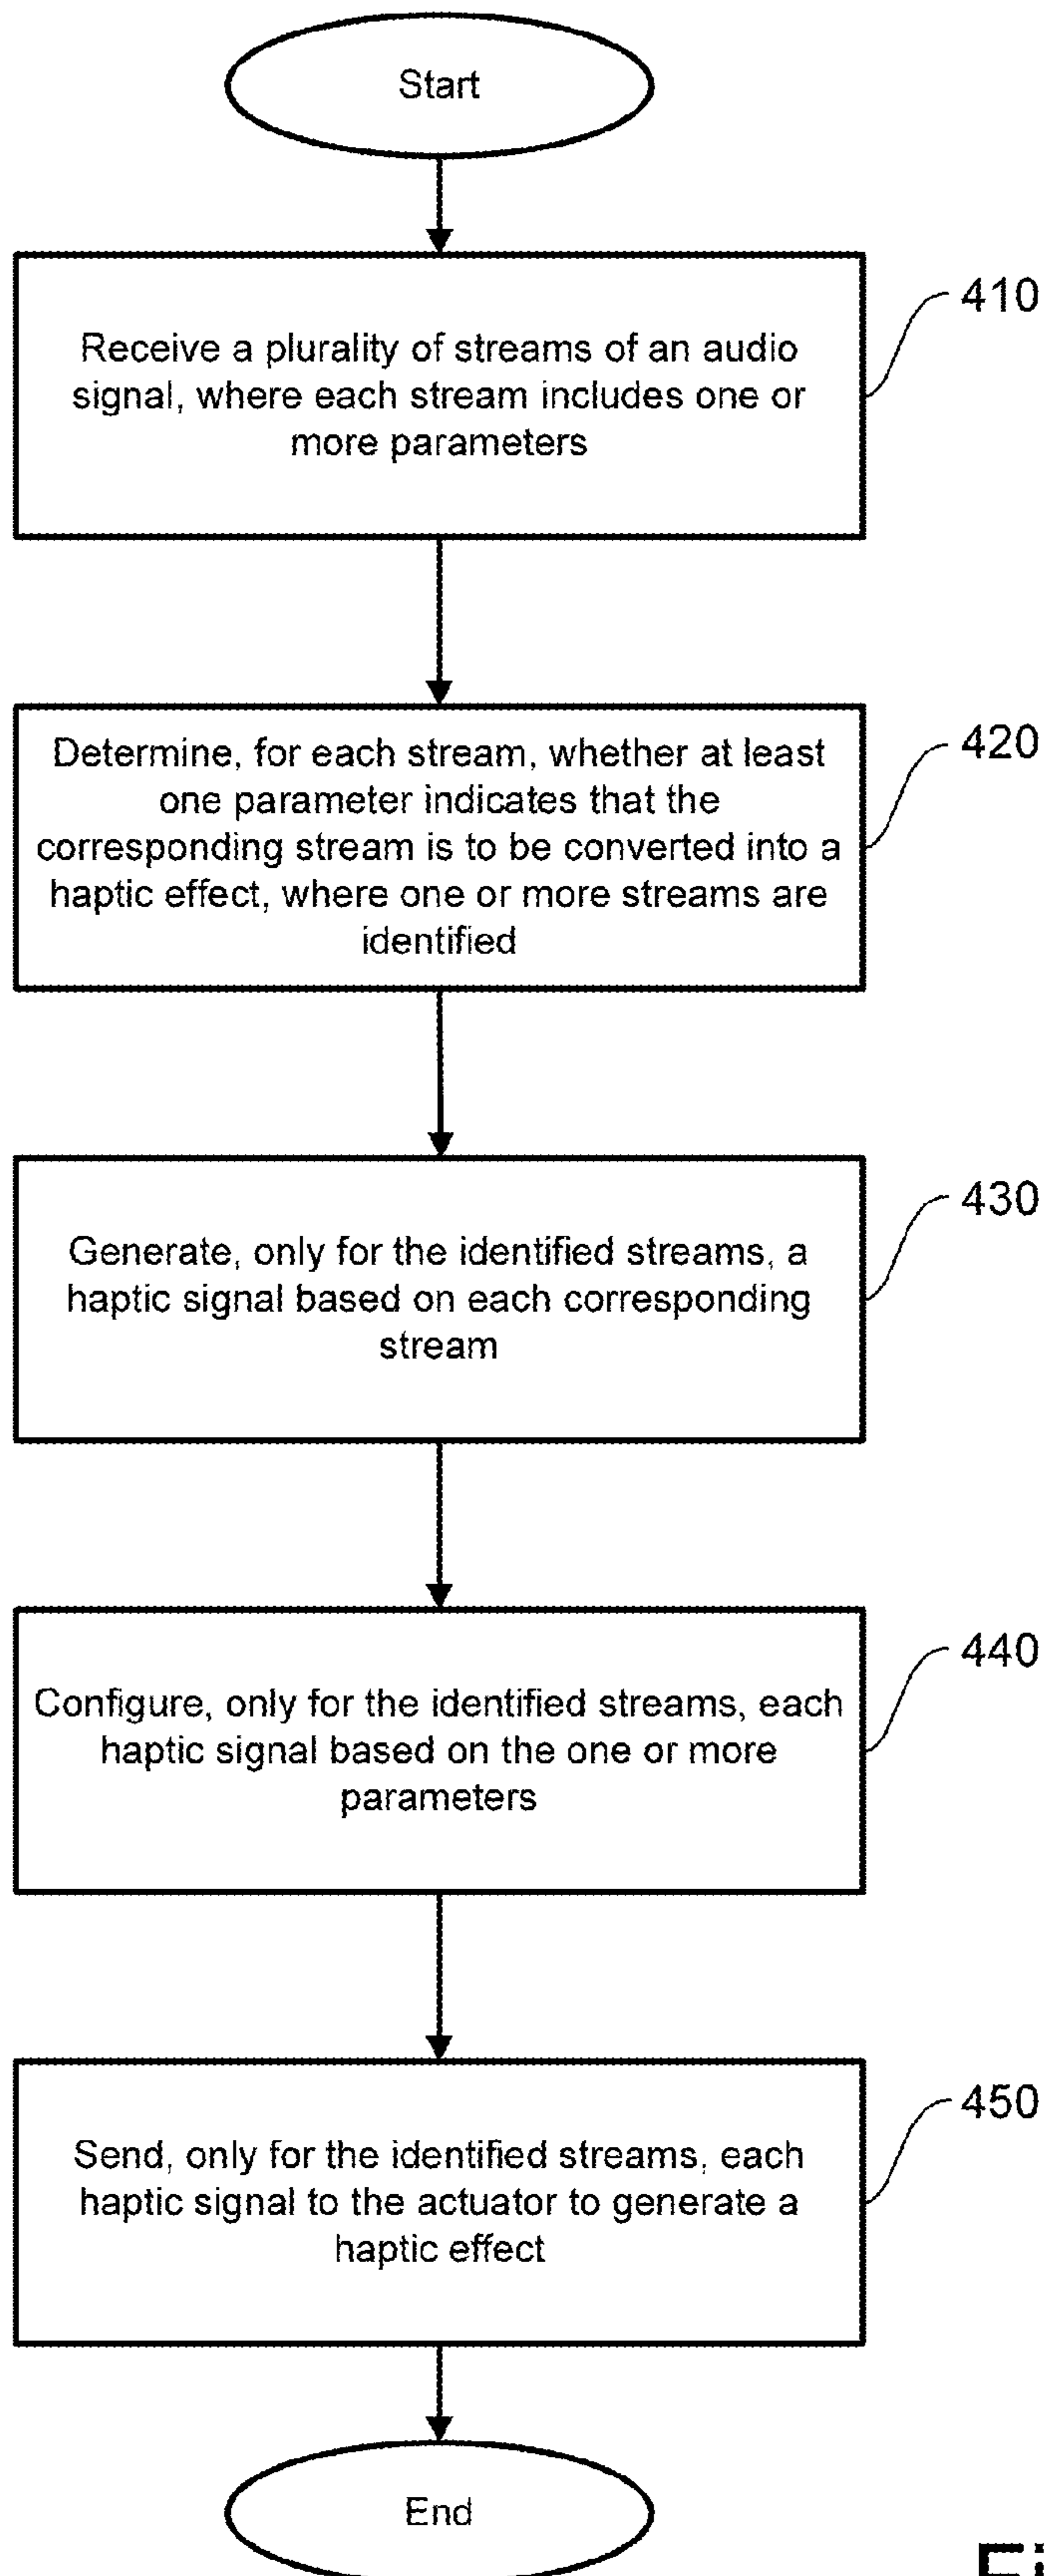 Start
410
Receive a plurality of streams of an audio
signal, where each stream includes one or
more parameters
420
Determine, for each stream, whether at least
one parameter indicates that the
corresponding stream is to be converted into a
haptic effect, where one or more streams are
identified
430
Generate, only for the identified streams, a
haptic signal based on each corresponding
stream
440
Configure, only for the identified streams, each
haptic signal based on the one or more
parameters
450
Send, only for the identified streams, each
haptic signal to the actuator to generate a
haptic effect
End